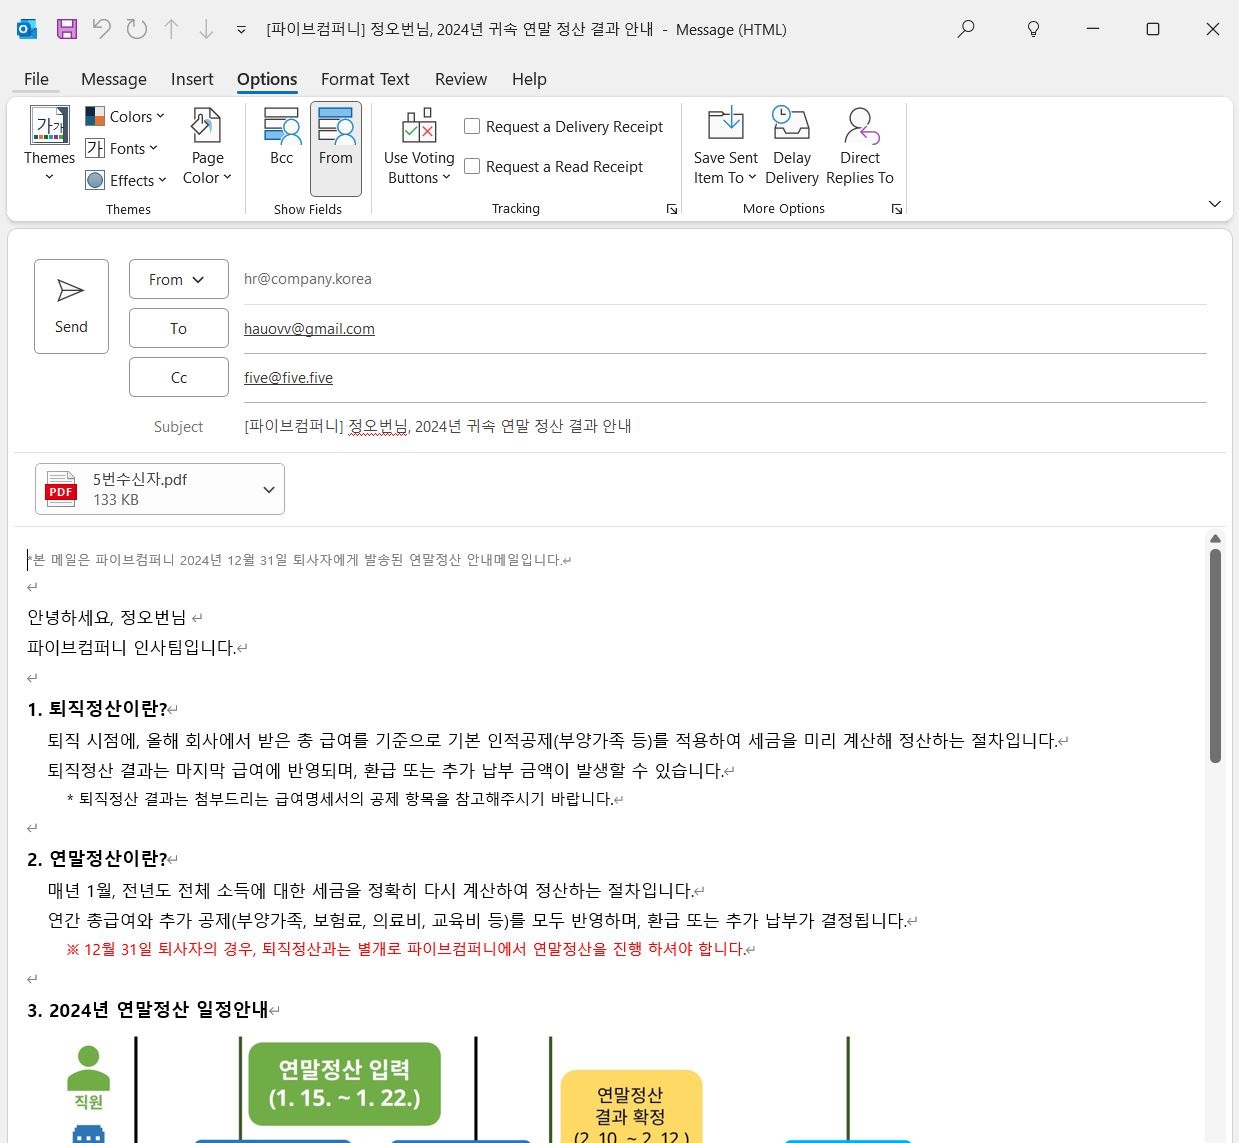 [파이브컴퍼니] 정오번님, 2024년 귀속 연말 정산 결과 안내 - Message (HTML)
File Message Insert Options Format Text Review Help
가가 Colors
가 Fonts
Effects
Themes
Page Color
Themes
Bcc
From
Show Fields
Use Voting Buttons
Request a Delivery Receipt
Request a Read Receipt
Tracking
Save Sent Item To
Delay Delivery
Direct Replies To
More Options
Send
From hr@company.korea
To hauovv@gmail.com
Cc five@five.five
Subject [파이브컴퍼니] 정오번님, 2024년 귀속 연말 정산 결과 안내
PDF 5번수신자.pdf
133 KB
*본 메일은 파이브컴퍼니 2024년 12월 31일 퇴사자에게 발송된 연말정산 안내메일입니다.
안녕하세요, 정오번님
파이브컴퍼니 인사팀입니다.
1. 퇴직정산이란?
퇴직 시점에, 올해 회사에서 받은 총 급여를 기준으로 기본 인적공제(부양가족 등)를 적용하여 세금을 미리 계산해 정산하는 절차입니다.
퇴직정산 결과는 마지막 급여에 반영되며, 환급 또는 추가 납부 금액이 발생할 수 있습니다.
* 퇴직정산 결과는 첨부드리는 급여명세서의 공제 항목을 참고해주시기 바랍니다.
2. 연말정산이란?
매년 1월, 전년도 전체 소득에 대한 세금을 정확히 다시 계산하여 정산하는 절차입니다.
연간 총급여와 추가 공제(부양가족, 보험료, 의료비, 교육비 등)를 모두 반영하며, 환급 또는 추가 납부가 결정됩니다.
※ 12월 31일 퇴사자의 경우, 퇴직정산과는 별개로 파이브컴퍼니에서 연말정산을 진행 하셔야 합니다.
3. 2024년 연말정산 일정안내
직원
연말정산 입력
(1. 15. ~ 1. 22.)
연말정산
결과 확정
(2. 10. ~ 2. 12.)